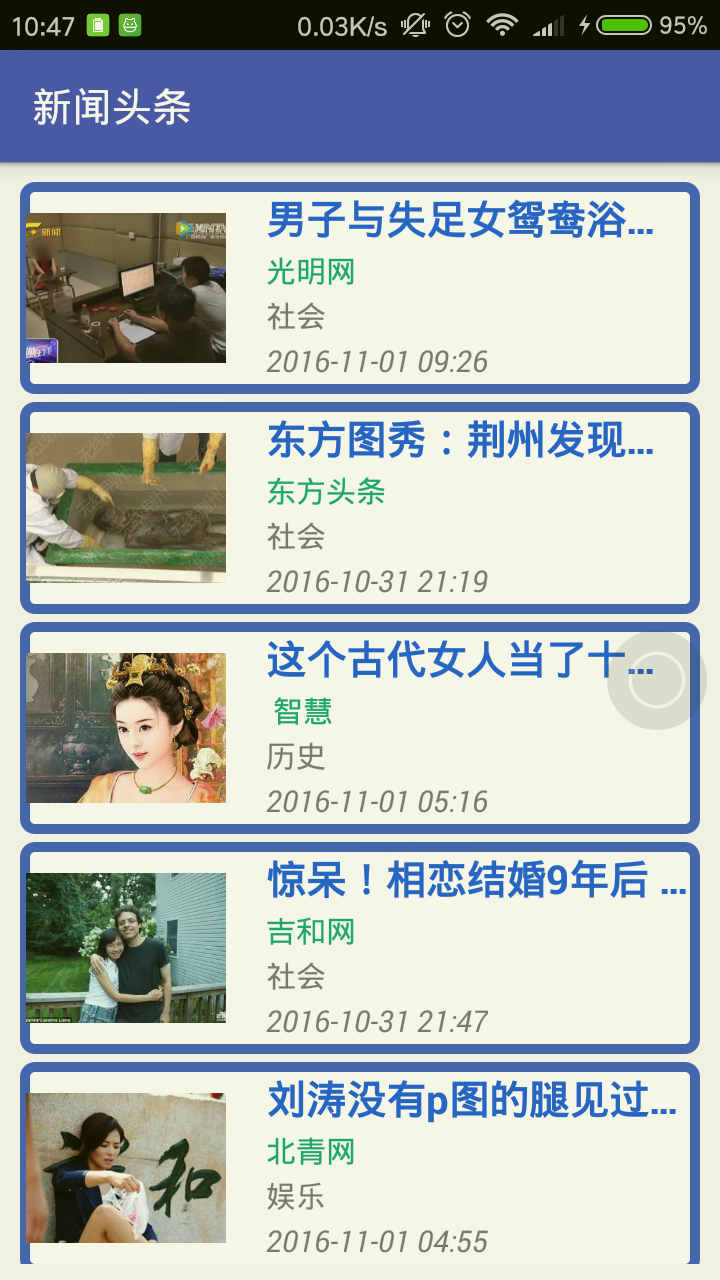 10:47 0.03K/s 95%
新闻头条
新闻
男子与失足女鸳鸯浴...
光明网
社会
2016-11-01 09:26
东方图秀：荆州发现...
东方头条
社会
2016-10-31 21:19
这个古代女人当了十...
智慧
历史
2016-11-01 05:16
惊呆！相恋结婚9年后 ...
吉和网
社会
2016-10-31 21:47
刘涛没有p图的腿见过...
北青网
娱乐
2016-11-01 04:55
和